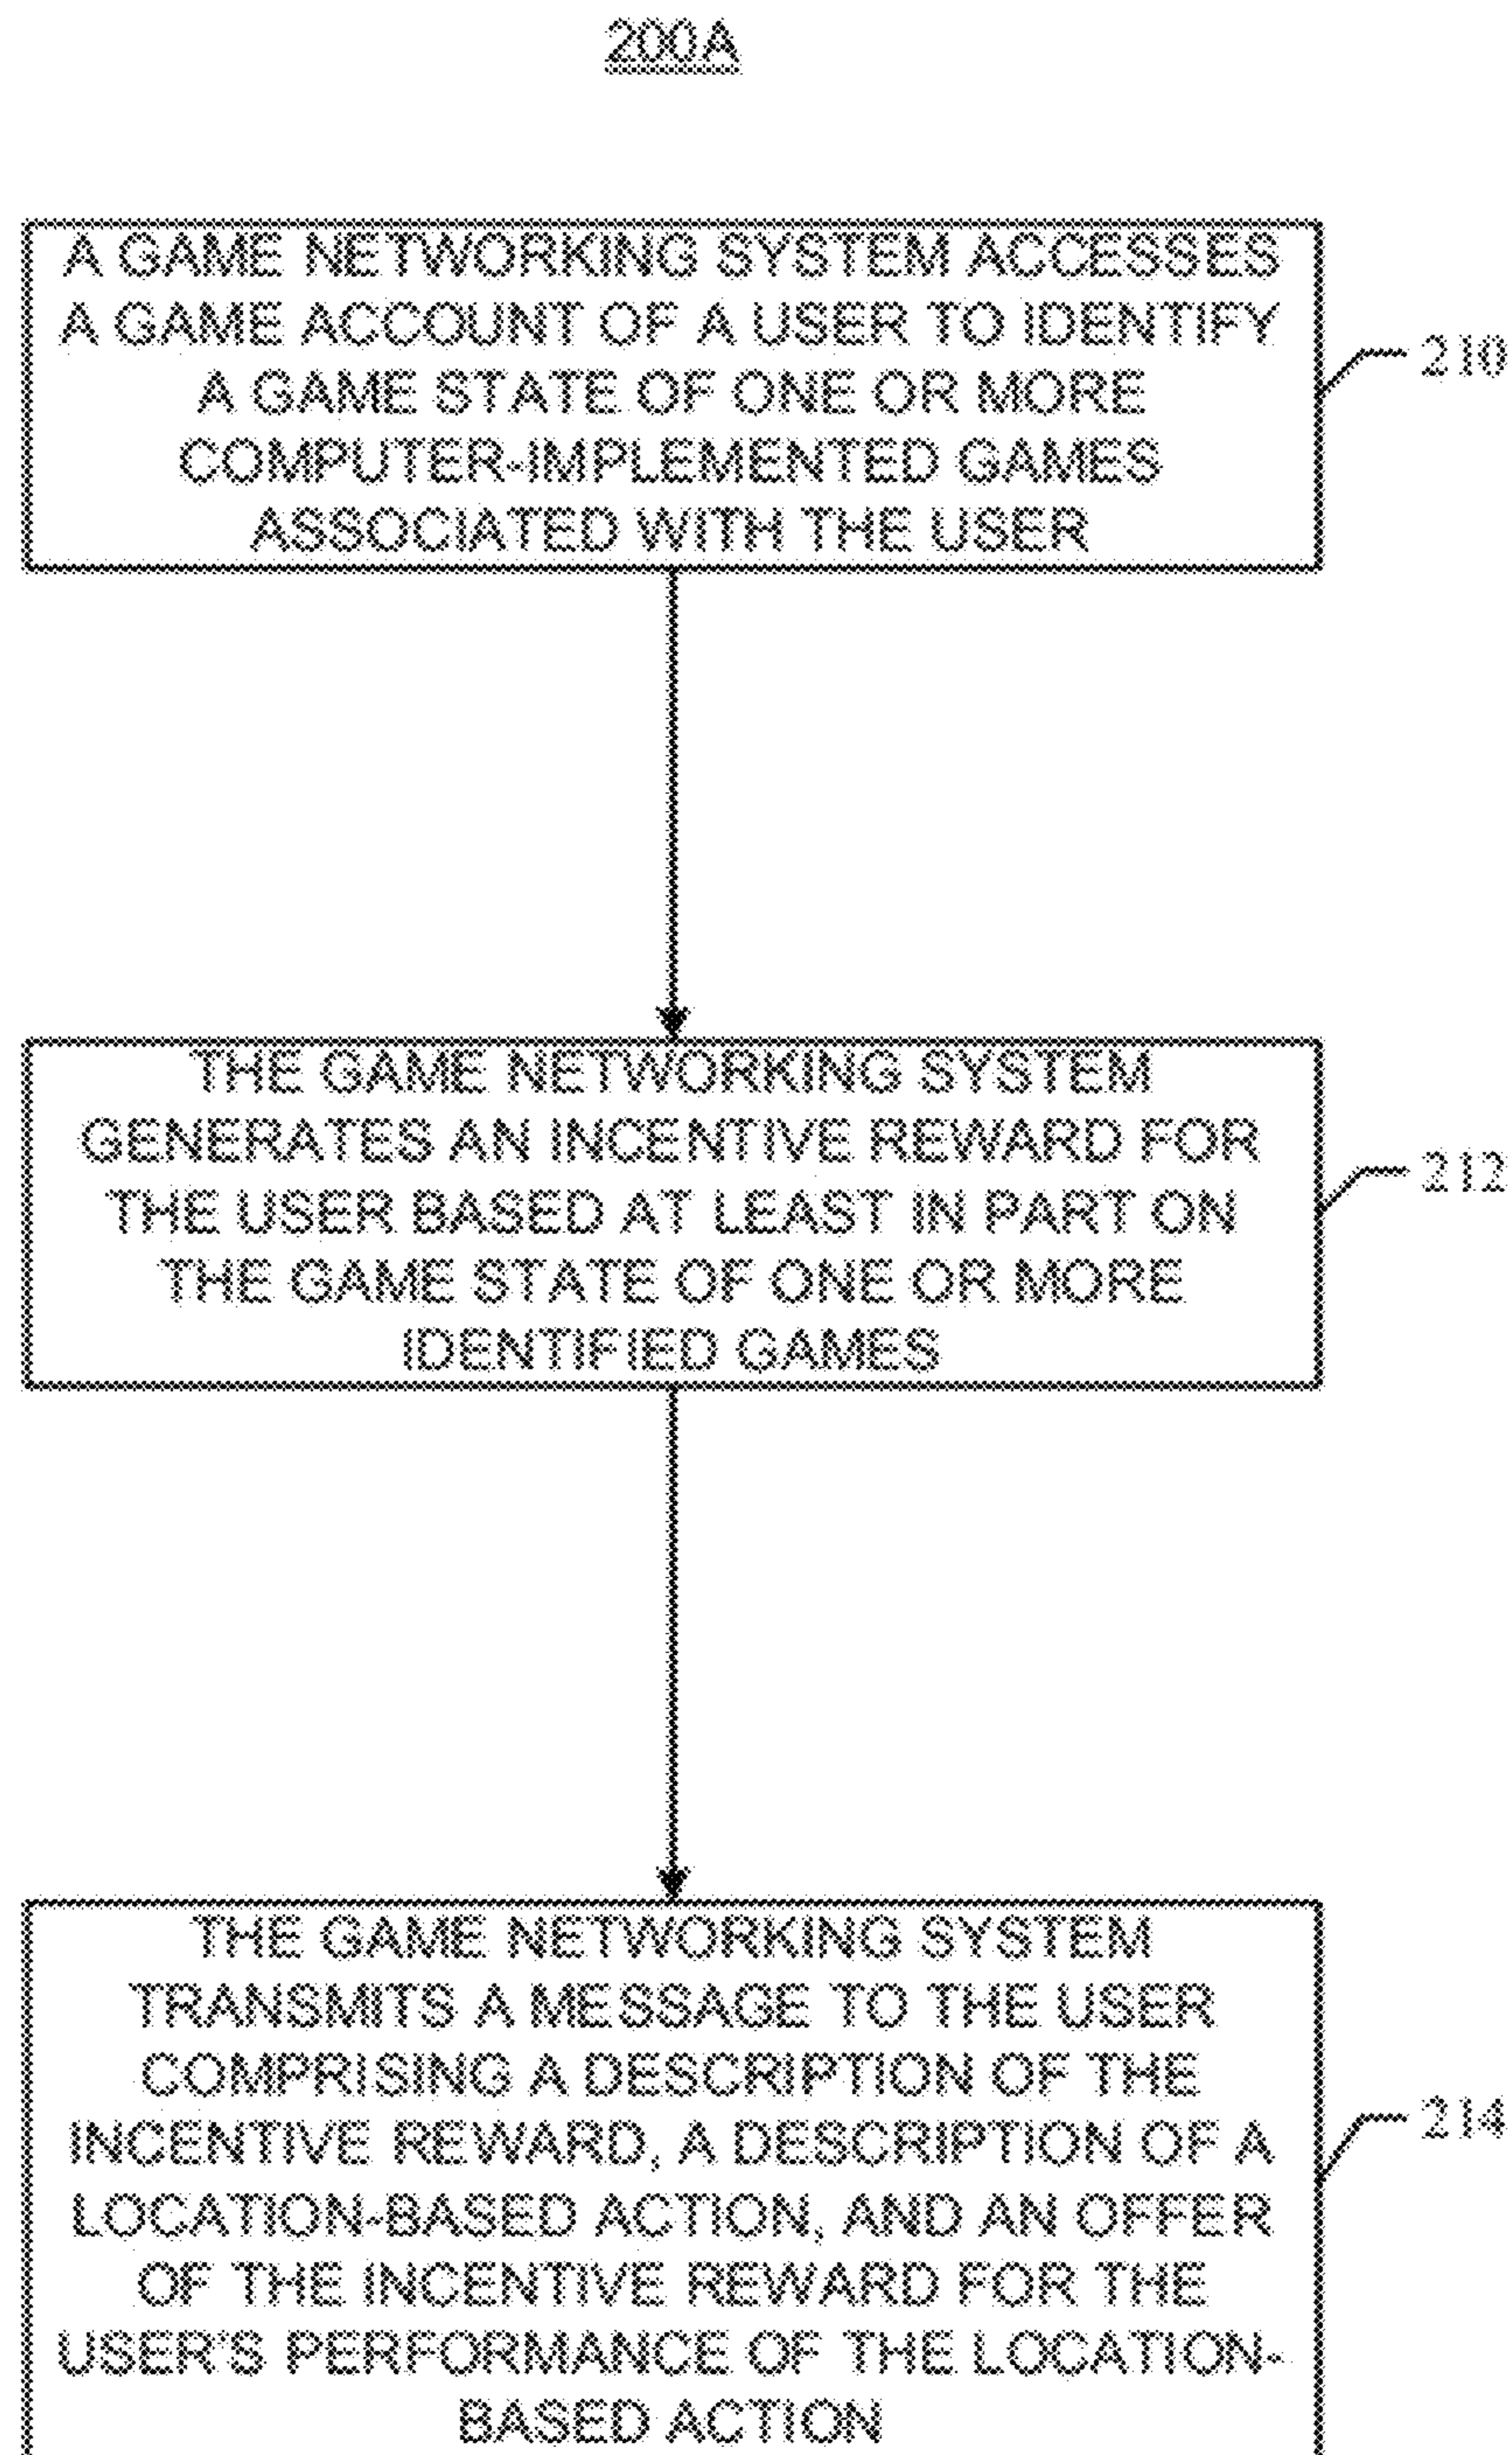 200A
A GAME NETWORKING SYSTEM ACCESSES
A GAME ACCOUNT OF A USER TO IDENTIFY
A GAME STATE OF ONE OR MORE
COMPUTER-IMPLEMENTED GAMES
ASSOCIATED WITH THE USER
210
THE GAME NETWORKING SYSTEM
GENERATES AN INCENTIVE REWARD FOR
THE USER BASED AT LEAST IN PART ON
THE GAME STATE OF ONE OR MORE
IDENTIFIED GAMES
212
THE GAME NETWORKING SYSTEM
TRANSMITS A MESSAGE TO THE USER
COMPRISING A DESCRIPTION OF THE
INCENTIVE REWARD, A DESCRIPTION OF A
LOCATION-BASED ACTION, AND AN OFFER
OF THE INCENTIVE REWARD FOR THE
USER'S PERFORMANCE OF THE LOCATION-
BASED ACTION
214